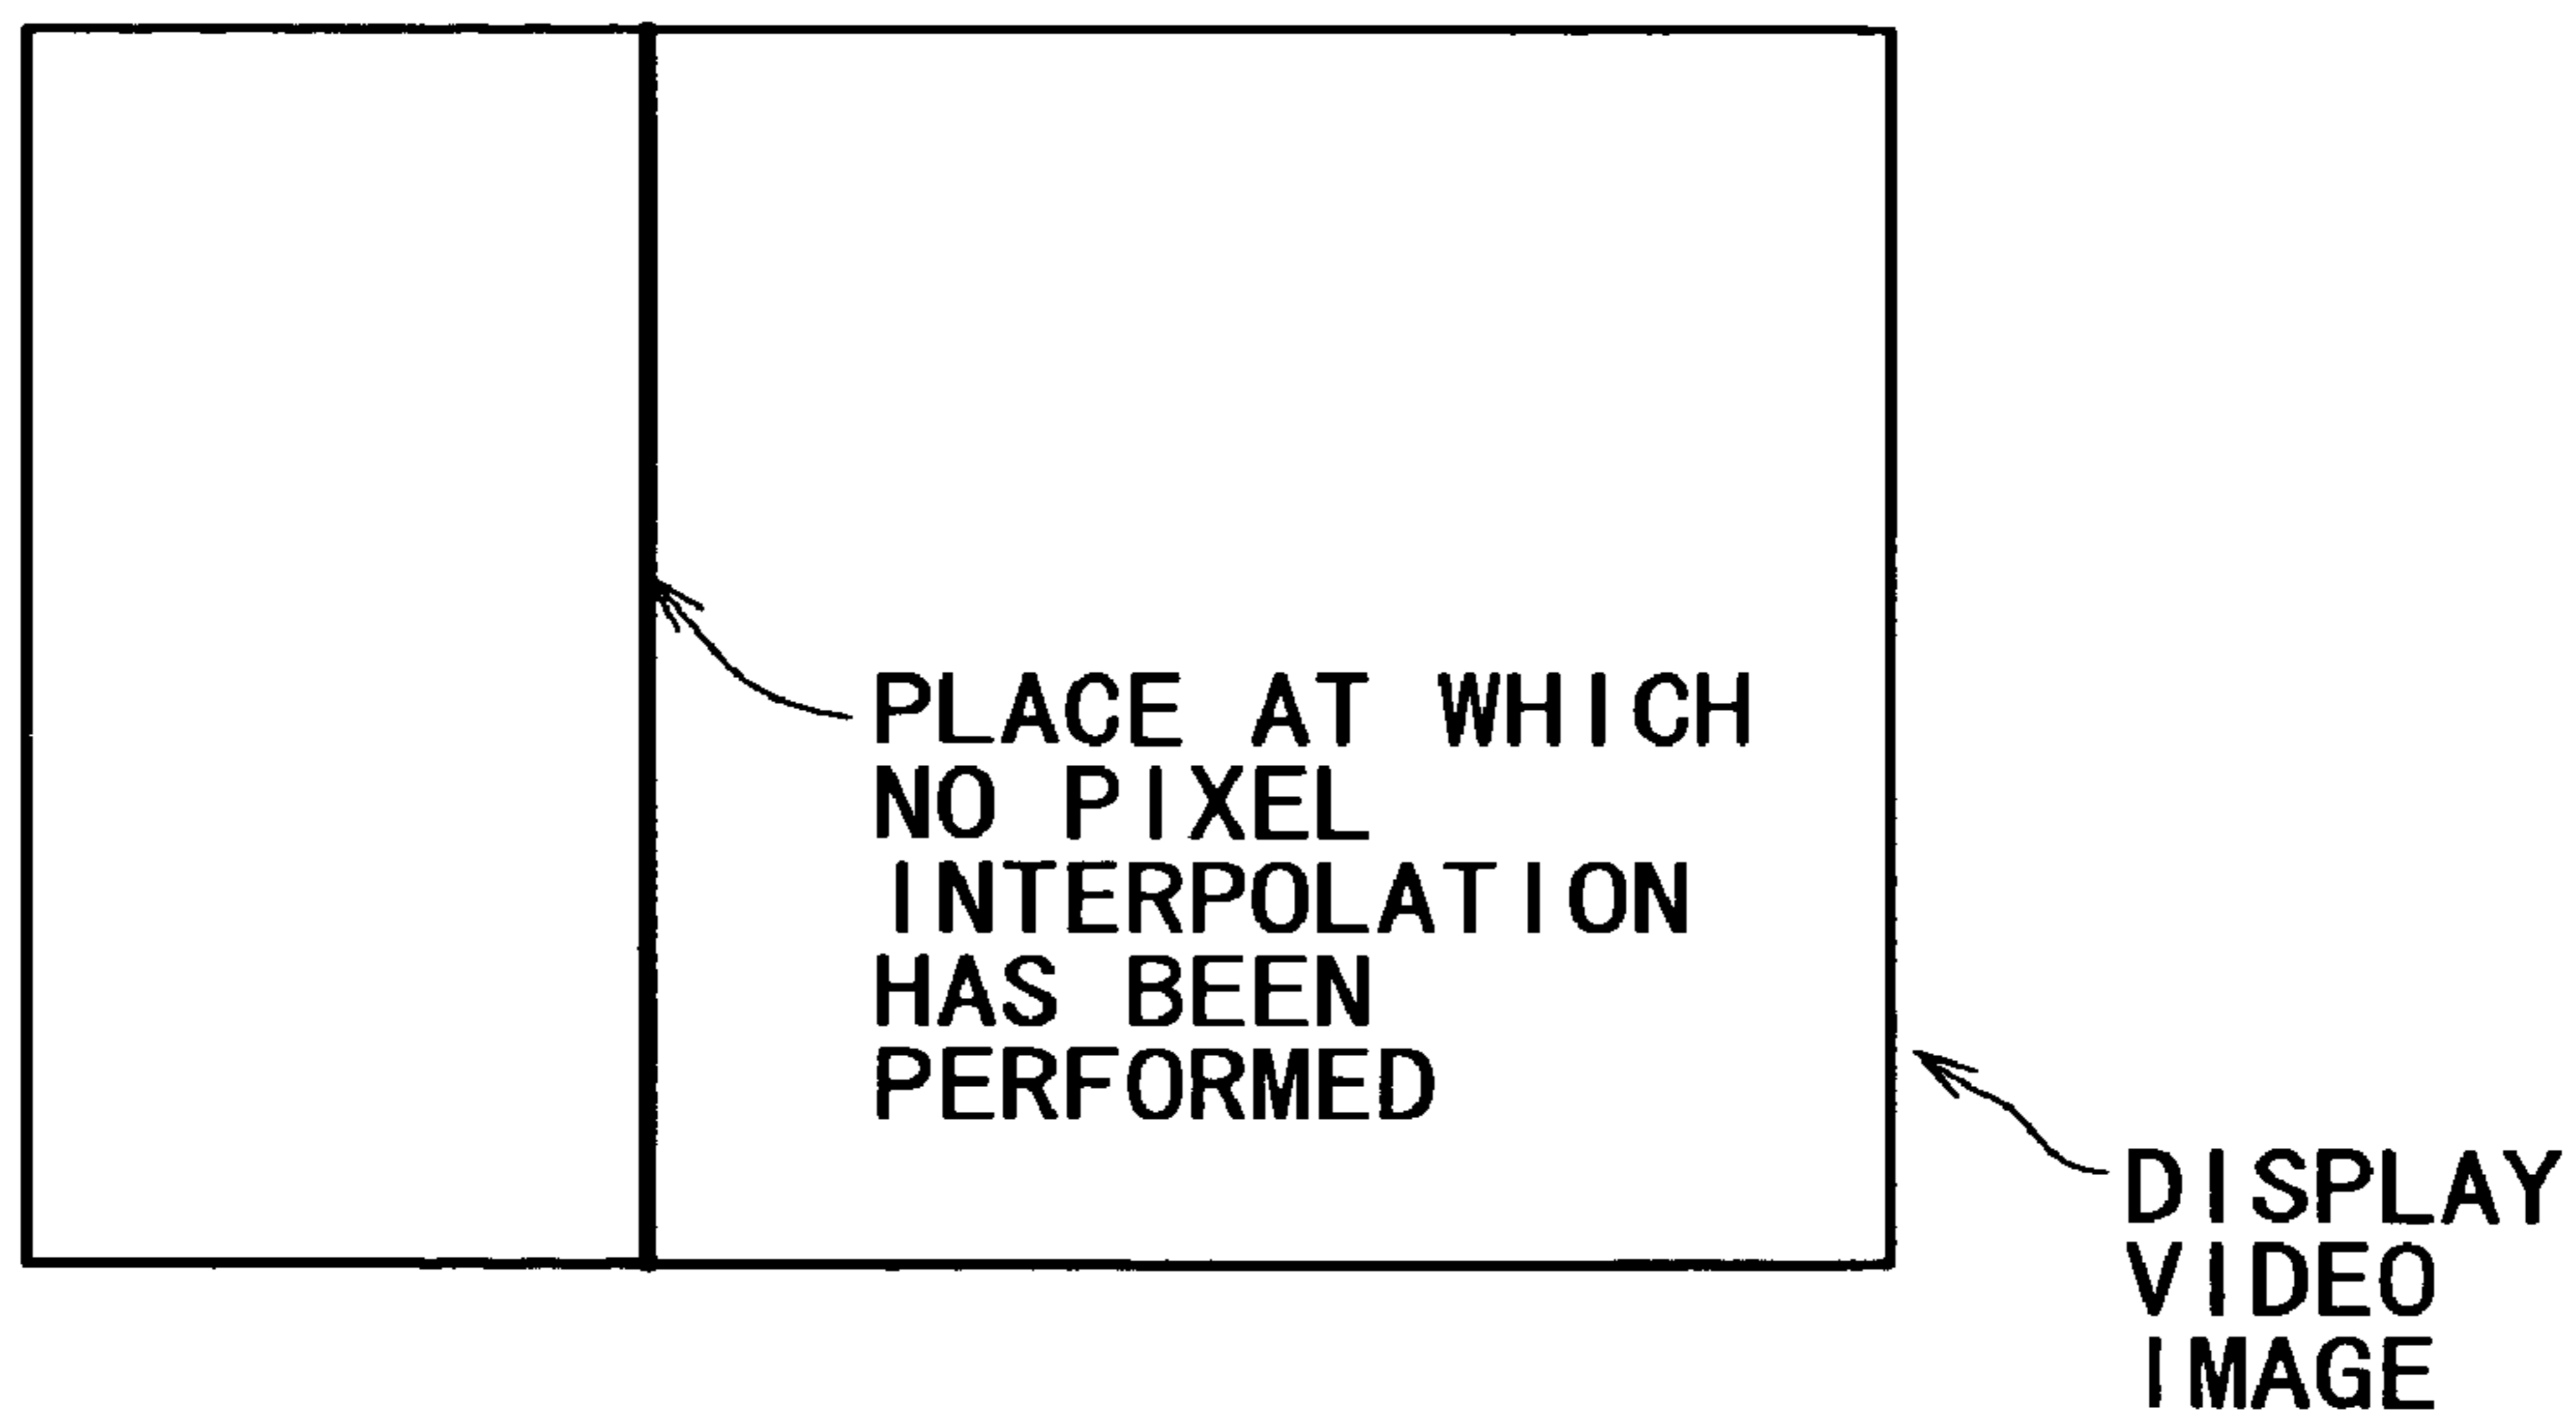 PLACE AT WHICH
NO PIXEL
INTERPOLATION
HAS BEEN
PERFORMED
DISPLAY
VIDEO
IMAGE